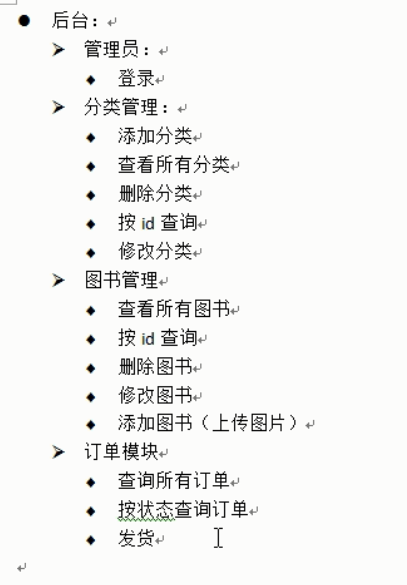 后台：
管理员：
登录
分类管理：
添加分类
查看所有分类
删除分类
按 id 查询
修改分类
图书管理
查看所有图书
按 id 查询
删除图书
修改图书
添加图书（上传图片）
订单模块
查询所有订单
按状态查询订单
发货